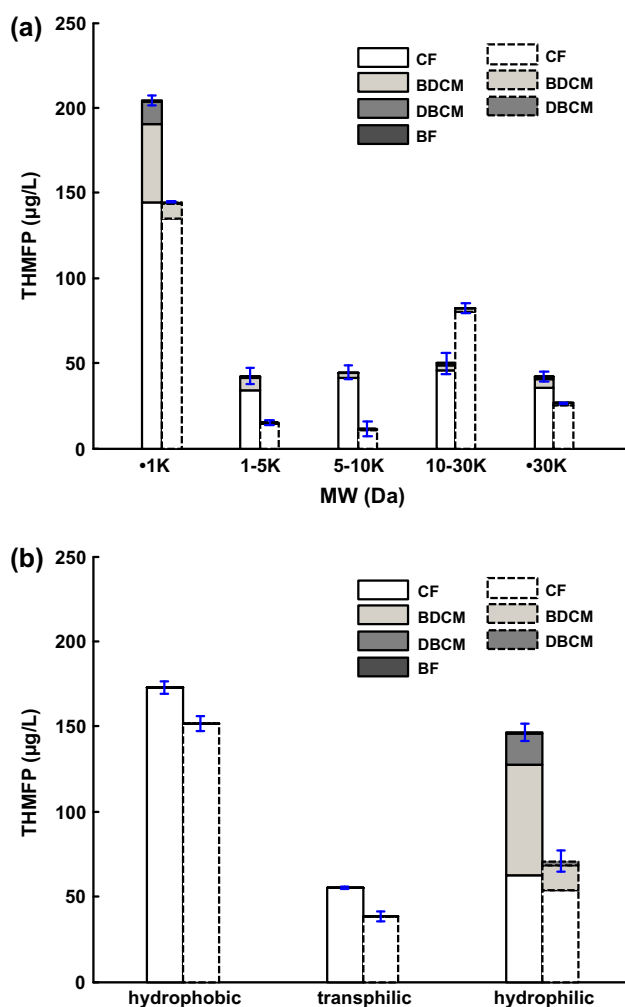 (a)
250
200
150
100
50
0
THMFP (µg/L)
CF
BDCM
DBCM
BF
CF
BDCM
DBCM
•1K 1-5K 5-10K 10-30K •30K
MW (Da)
(b)
250
200
150
100
50
0
THMFP (µg/L)
CF
BDCM
DBCM
BF
CF
BDCM
DBCM
hydrophobic transphilic hydrophilic